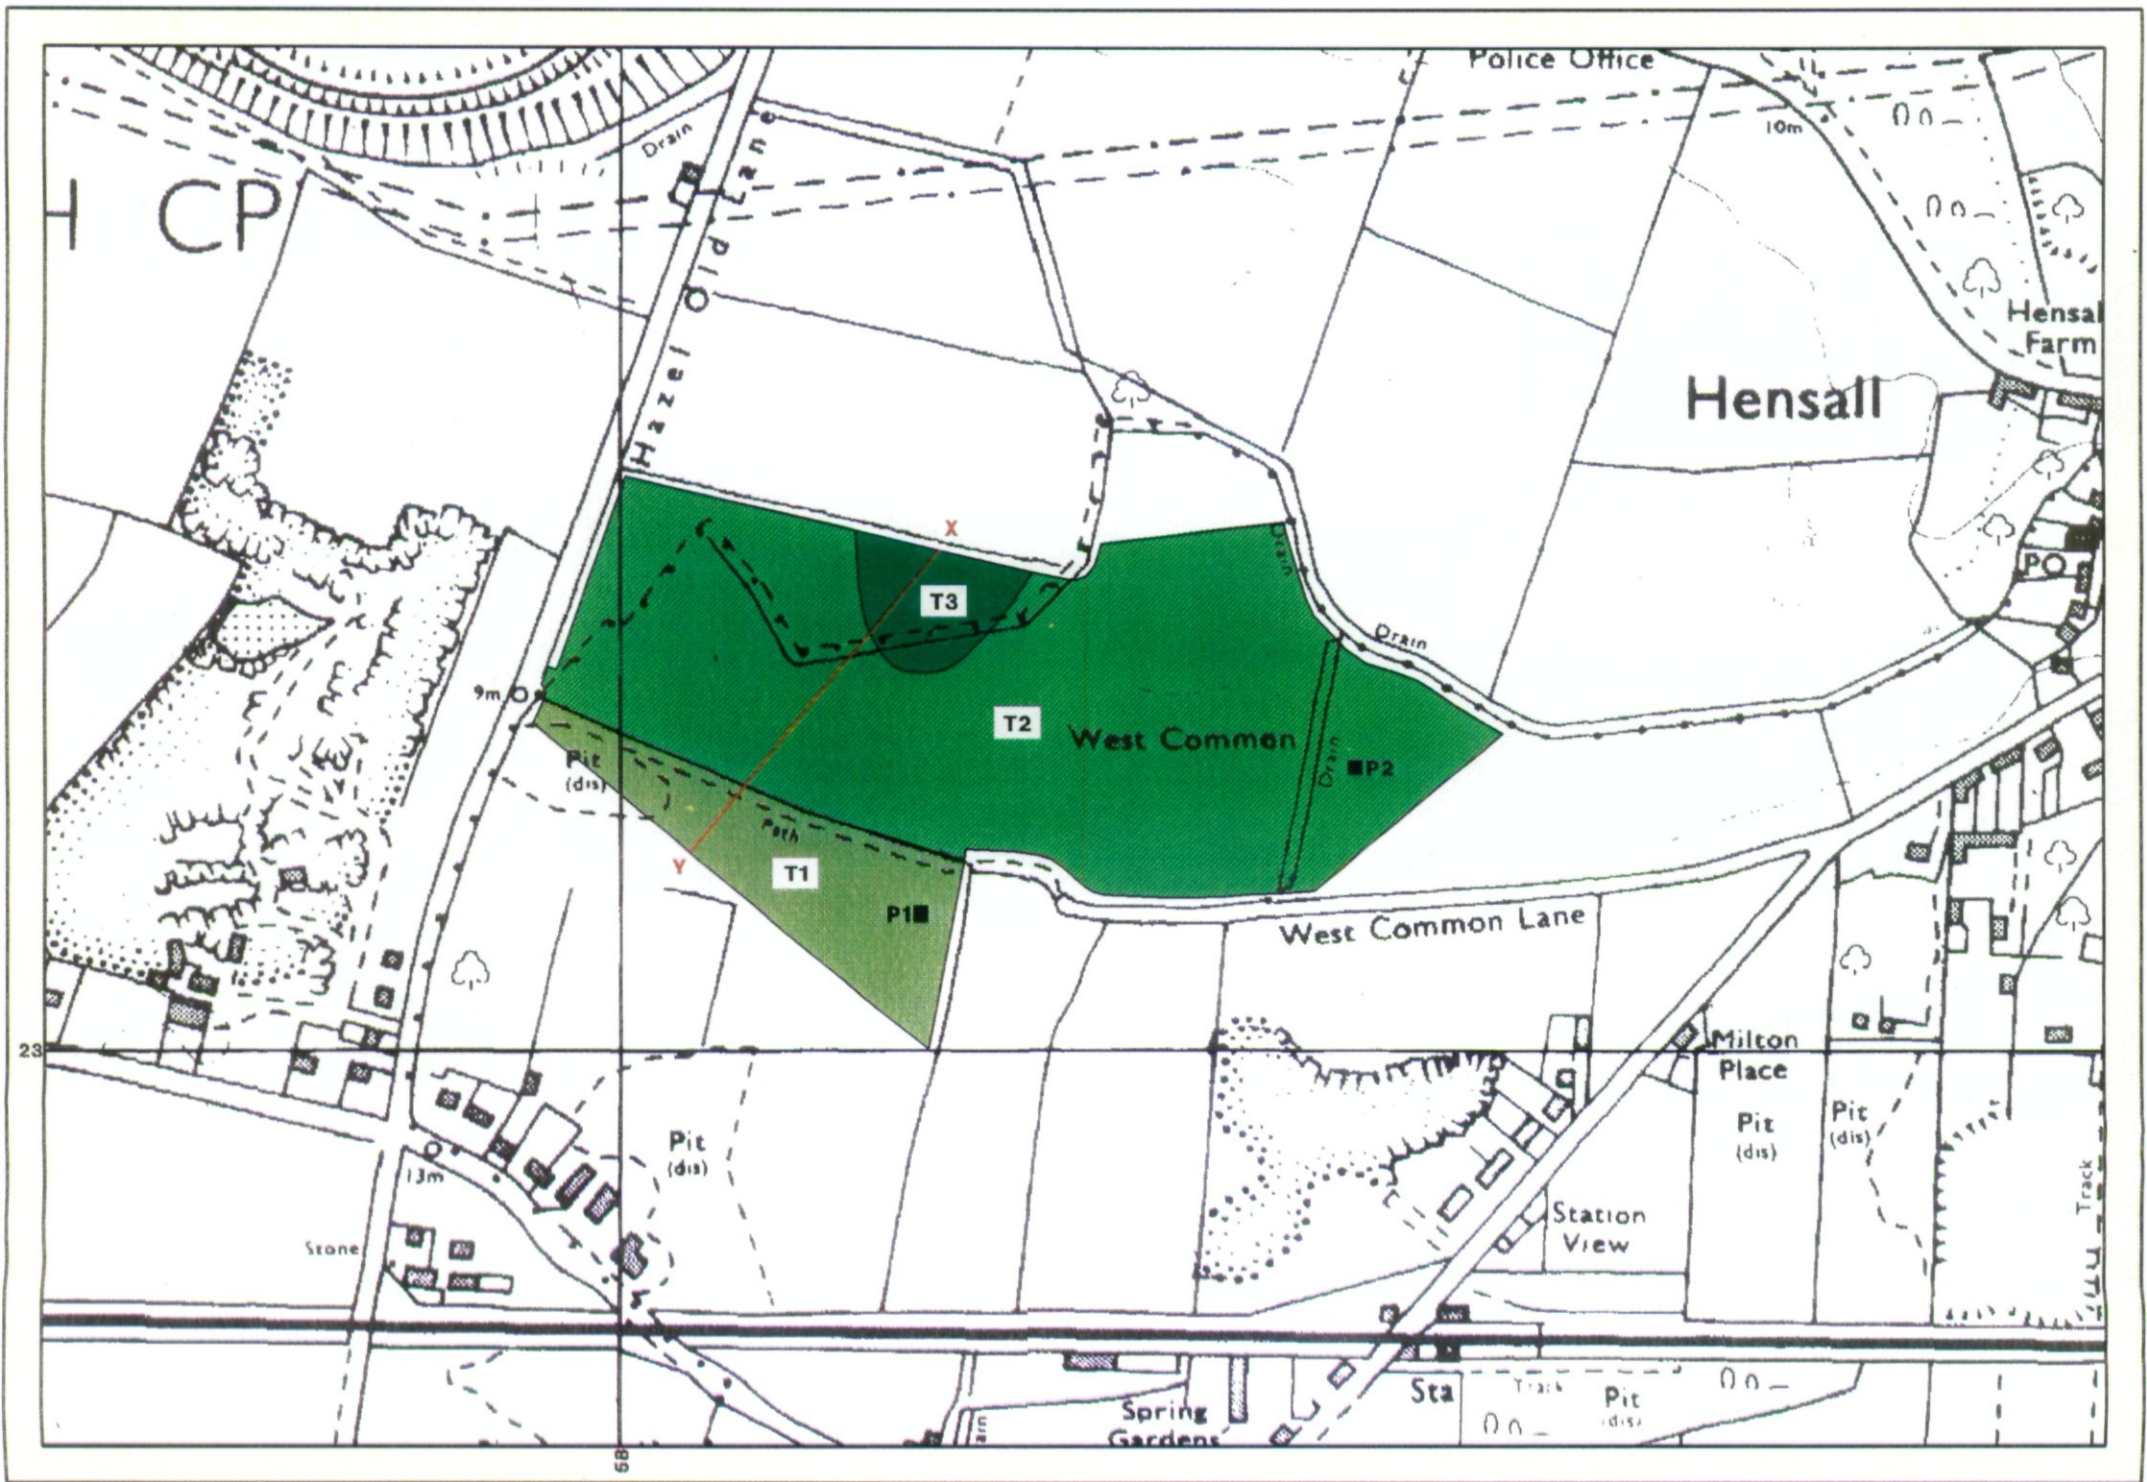 Police Office
Drain
10m
H CP
Hazel Old Lane
Hensal
Farm
Hensall
X
PO
Drain
T3
Drain
9m
T2
West Common
Drain
P2
Pit
(dis)
Path
Y
T1
P1
West Common Lane
23
Milton
Place
Pit
(dis)
Pit
(dis)
Pit
(dis)
13m
Track
Stone
Station
View
Sta
Track
Pit
(dis)
Spring
Gardens
68